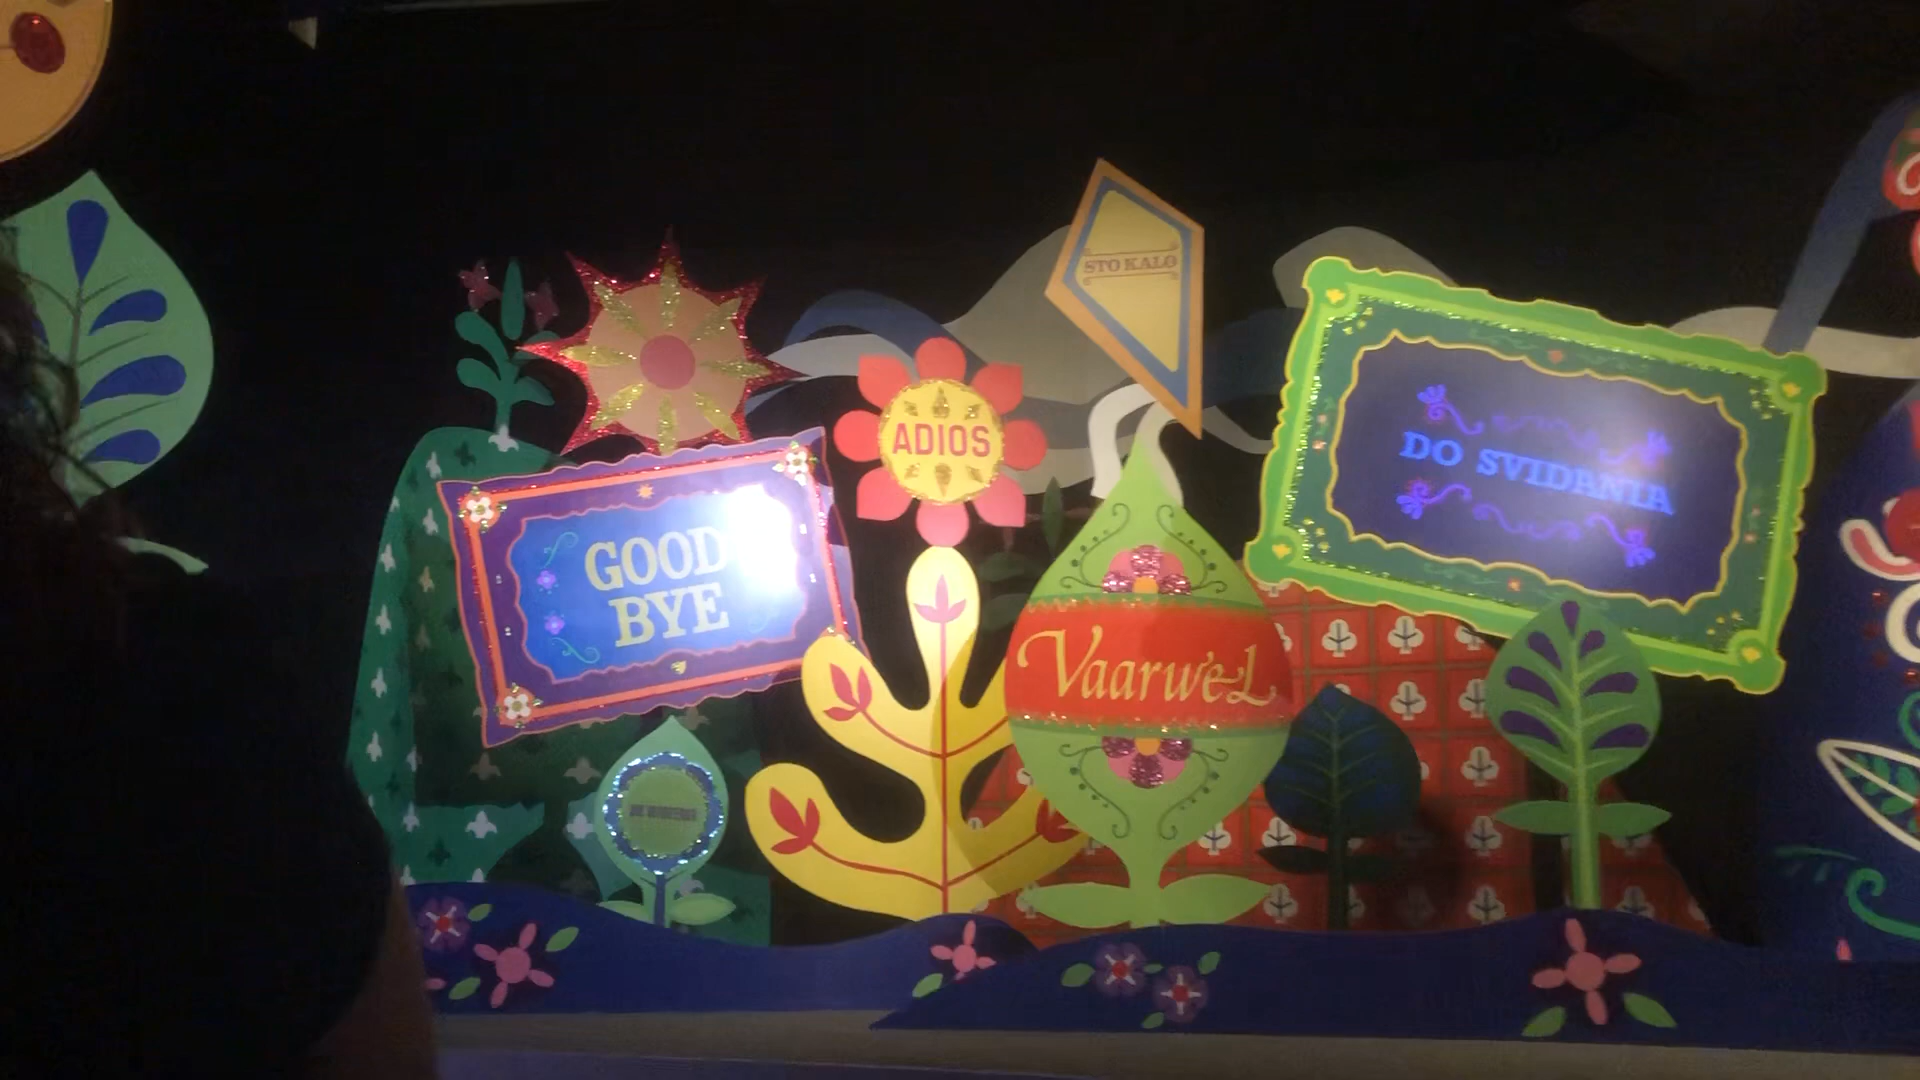 GOOD
BYE
ADIOS
STO KALO
Vaarwel
DO SVIDANIA